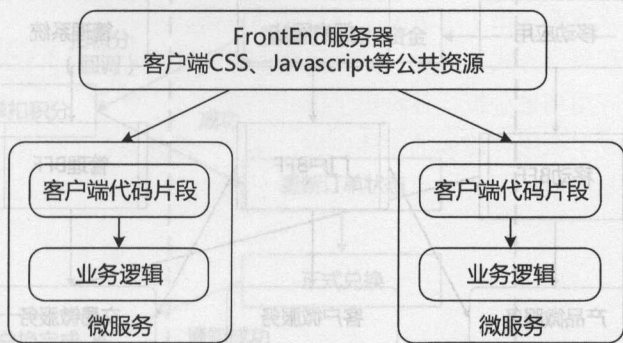 FrontEnd服务器
客户端CSS、Javascript等公共资源
客户端代码片段
客户端代码片段
业务逻辑
业务逻辑
微服务
微服务